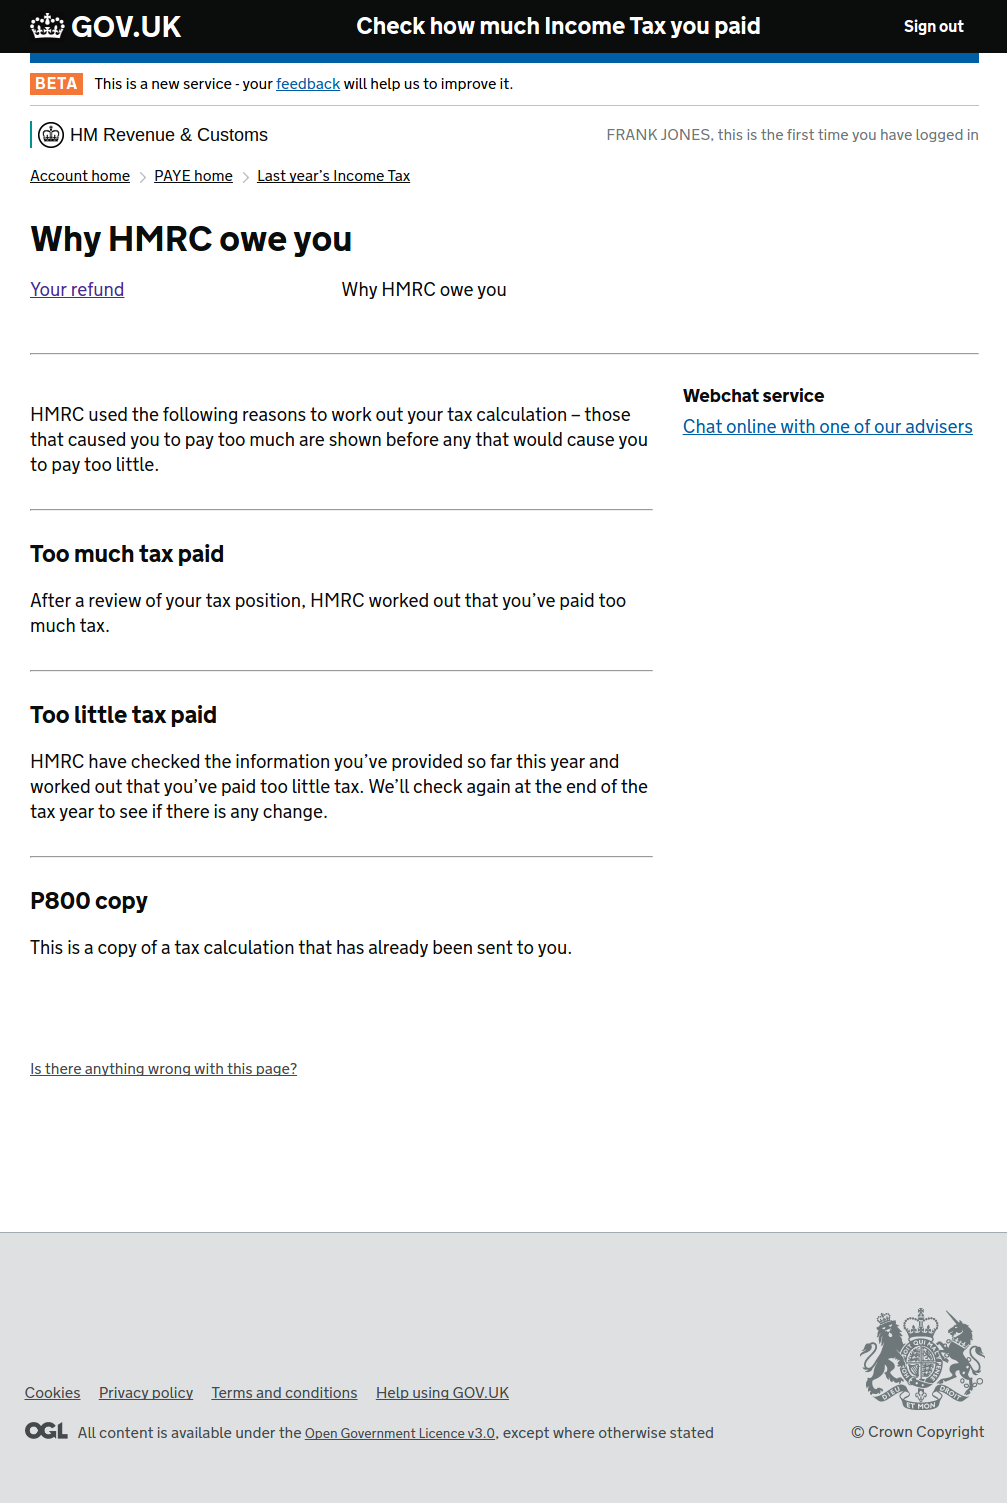 GOV.UK
Check how much Income Tax you paid
Sign out
BETA This is a new service - your feedback will help us to improve it.
HM Revenue & Customs
FRANK JONES, this is the first time you have logged in
Account home
PAYE home
Last year's Income Tax
Why HMRC owe you
Your refund
Why HMRC owe you
HMRC used the following reasons to work out your tax calculation – those
that caused you to pay too much are shown before any that would cause you
to pay too little.
Webchat service
Chat online with one of our advisers
Too much tax paid
After a review of your tax position, HMRC worked out that you've paid too
much tax.
Too little tax paid
HMRC have checked the information you've provided so far this year and
worked out that you've paid too little tax. We'll check again at the end of the
tax year to see if there is any change.
P800 copy
This is a copy of a tax calculation that has already been sent to you.
Is there anything wrong with this page?
Cookies
Privacy policy
Terms and conditions
Help using GOV.UK
OGL All content is available under the Open Government Licence v3.0, except where otherwise stated
DIEU ET MON DROIT
© Crown Copyright